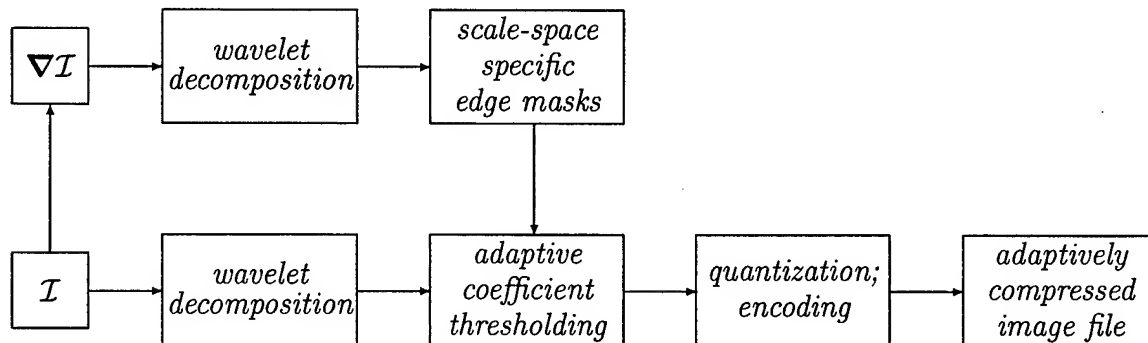 ∇I
wavelet
decomposition
scale-space
specific
edge masks
I
wavelet
decomposition
adaptive
coefficient
thresholding
quantization;
encoding
adaptively
compressed
image file